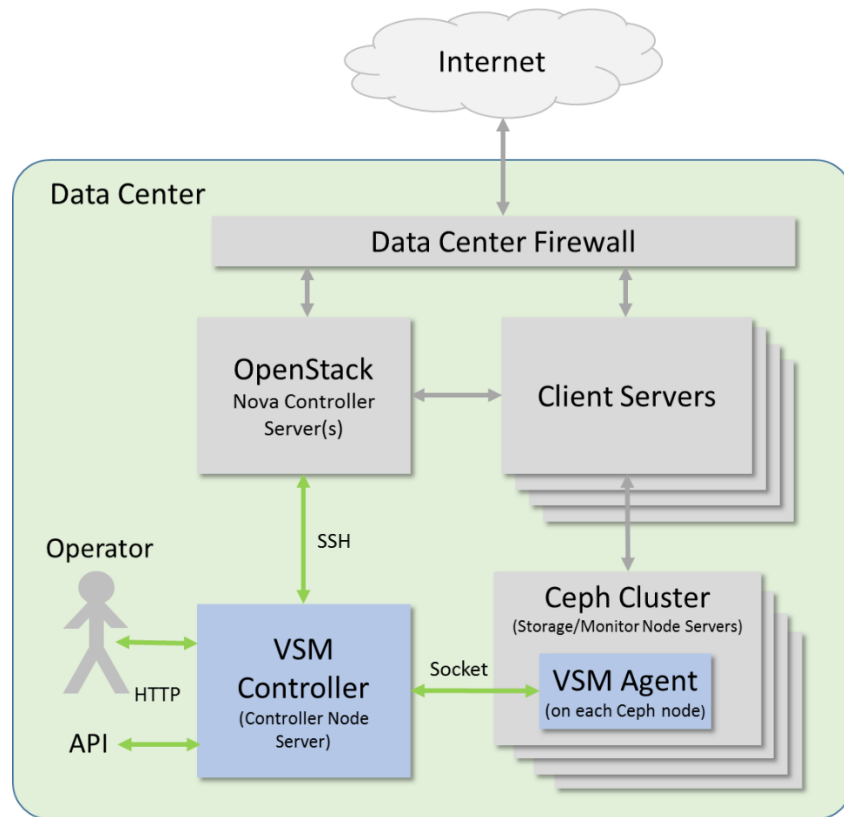 Internet
Data Center
Data Center Firewall
OpenStack
Nova Controller
Server(s)
Client Servers
SSH
Operator
Ceph Cluster
(Storage/Monitor Node Servers)
VSM
Controller
(Controller Node
Server)
Socket
VSM Agent
(on each Ceph node)
HTTP
API